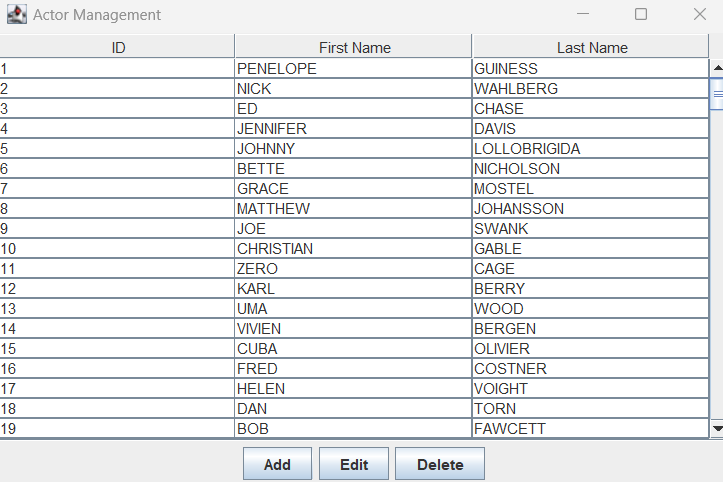 Actor Management
ID First Name Last Name
1 PENELOPE GUINESS
2 NICK WAHLBERG
3 ED CHASE
4 JENNIFER DAVIS
5 JOHNNY LOLLOBRIGIDA
6 BETTE NICHOLSON
7 GRACE MOSTEL
8 MATTHEW JOHANSSON
9 JOE SWANK
10 CHRISTIAN GABLE
11 ZERO CAGE
12 KARL BERRY
13 UMA WOOD
14 VIVIEN BERGEN
15 CUBA OLIVIER
16 FRED COSTNER
17 HELEN VOIGHT
18 DAN TORN
19 BOB FAWCETT
Add Edit Delete